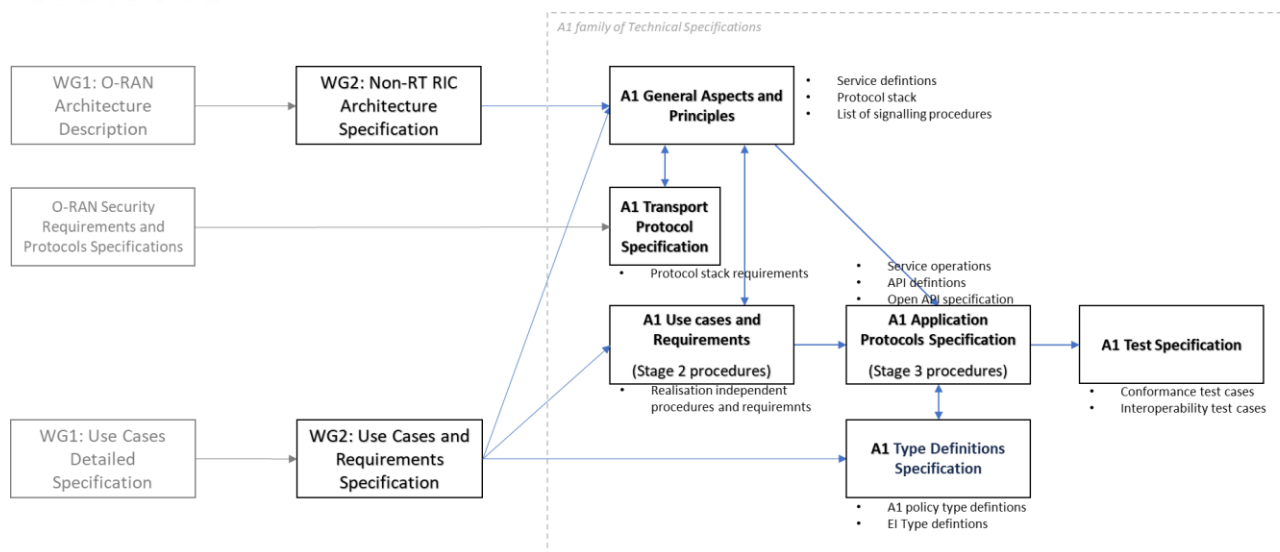 A1 family of Technical Specifications
WG1: O-RAN
Architecture
Description
WG2: Non-RT RIC
Architecture
Specification
A1 General Aspects and
Principles
• Service defintions
• Protocol stack
• List of signalling procedures
O-RAN Security
Requirements and
Protocols Specifications
A1 Transport
Protocol
Specification
• Protocol stack requirements
• Service operations
• API defintions
• Open API specification
A1 Use cases and
Requirements
(Stage 2 procedures)
• Realisation independent
procedures and requiremnts
A1 Application
Protocols Specification
(Stage 3 procedures)
A1 Test Specification
• Conformance test cases
• Interoperability test cases
WG1: Use Cases
Detailed
Specification
WG2: Use Cases and
Requirements
Specification
A1 Type Definitions
Specification
• A1 policy type defintions
• EI Type defintions